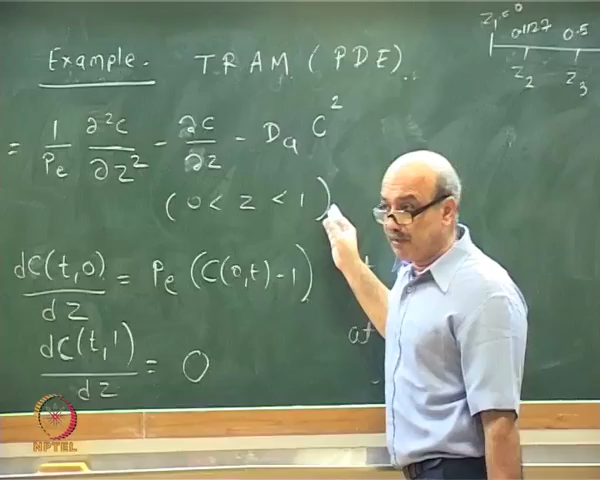 Example. TRAM (PDE).
z₁=0 0.1127 0.5
z₂ z₃
= 1/Pe ∂²c/∂z² - ∂c/∂z - Da C²
(0 < z < 1)
dC(t,0)/dz = Pe (C(0,t) - 1)
at
dC(t,1)/dz = 0
NPTEL